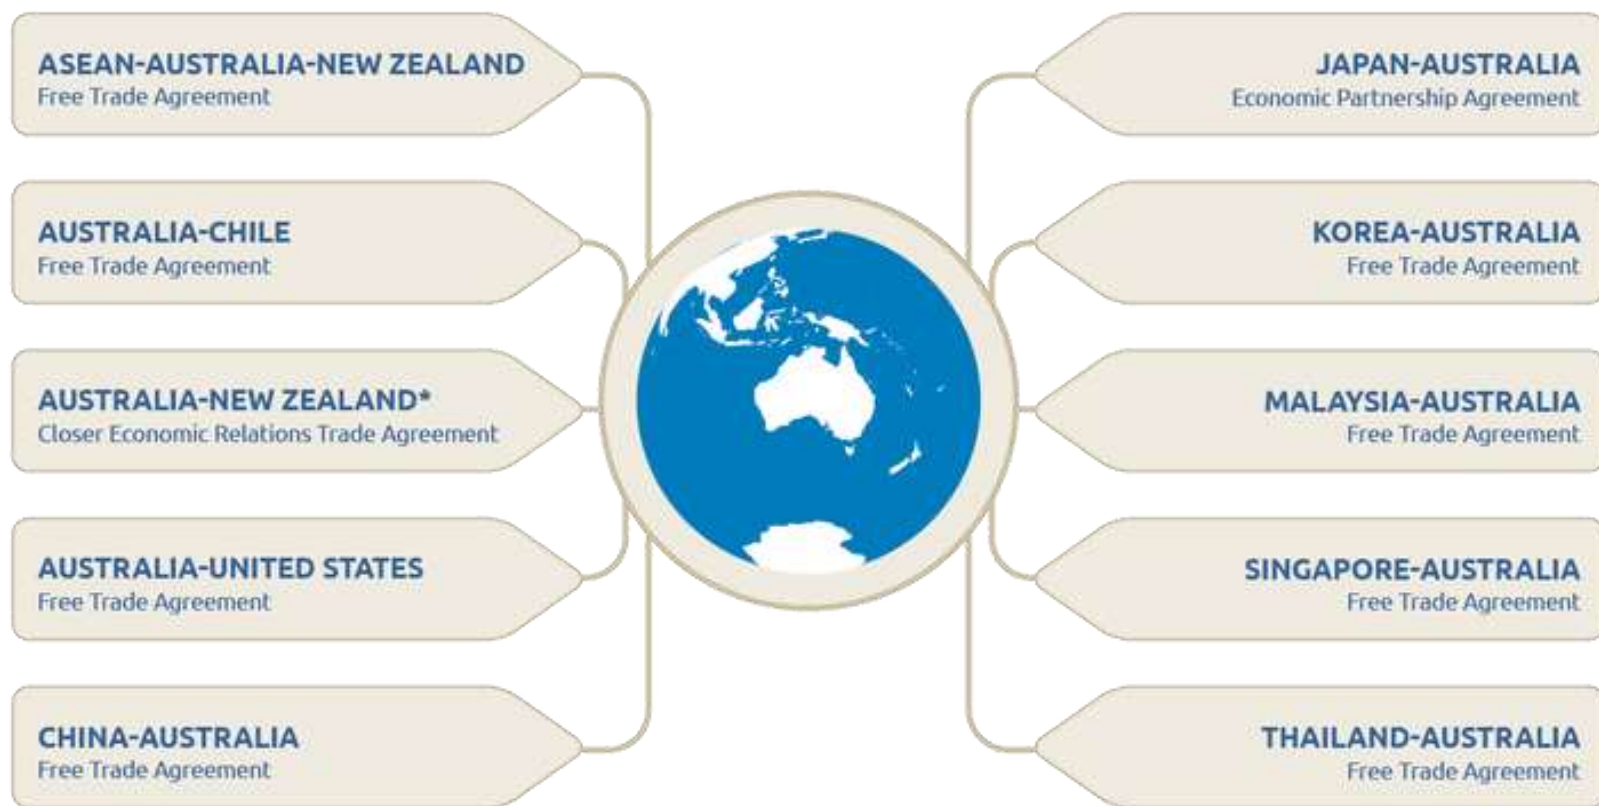 ASEAN-AUSTRALIA-NEW ZEALAND
Free Trade Agreement
AUSTRALIA-CHILE
Free Trade Agreement
AUSTRALIA-NEW ZEALAND*
Closer Economic Relations Trade Agreement
AUSTRALIA-UNITED STATES
Free Trade Agreement
CHINA-AUSTRALIA
Free Trade Agreement
JAPAN-AUSTRALIA
Economic Partnership Agreement
KOREA-AUSTRALIA
Free Trade Agreement
MALAYSIA-AUSTRALIA
Free Trade Agreement
SINGAPORE-AUSTRALIA
Free Trade Agreement
THAILAND-AUSTRALIA
Free Trade Agreement